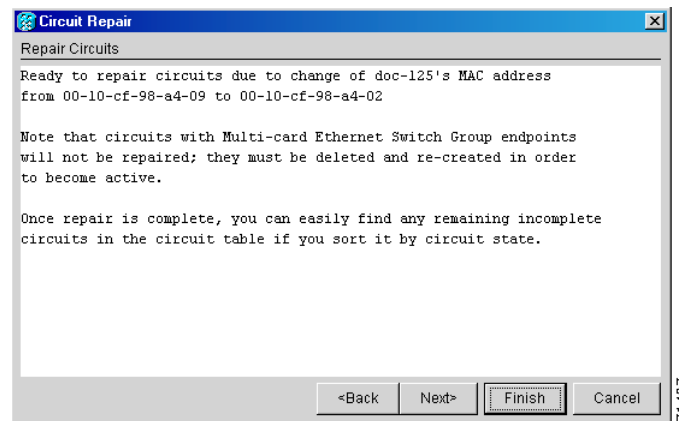 Circuit Repair
Repair Circuits
Ready to repair circuits due to change of doc-125's MAC address
from 00-10-cf-98-a4-09 to 00-10-cf-98-a4-02
Note that circuits with Multi-card Ethernet Switch Group endpoints
will not be repaired; they must be deleted and re-created in order
to become active.
Once repair is complete, you can easily find any remaining incomplete
circuits in the circuit table if you sort it by circuit state.
<Back Next> Finish Cancel